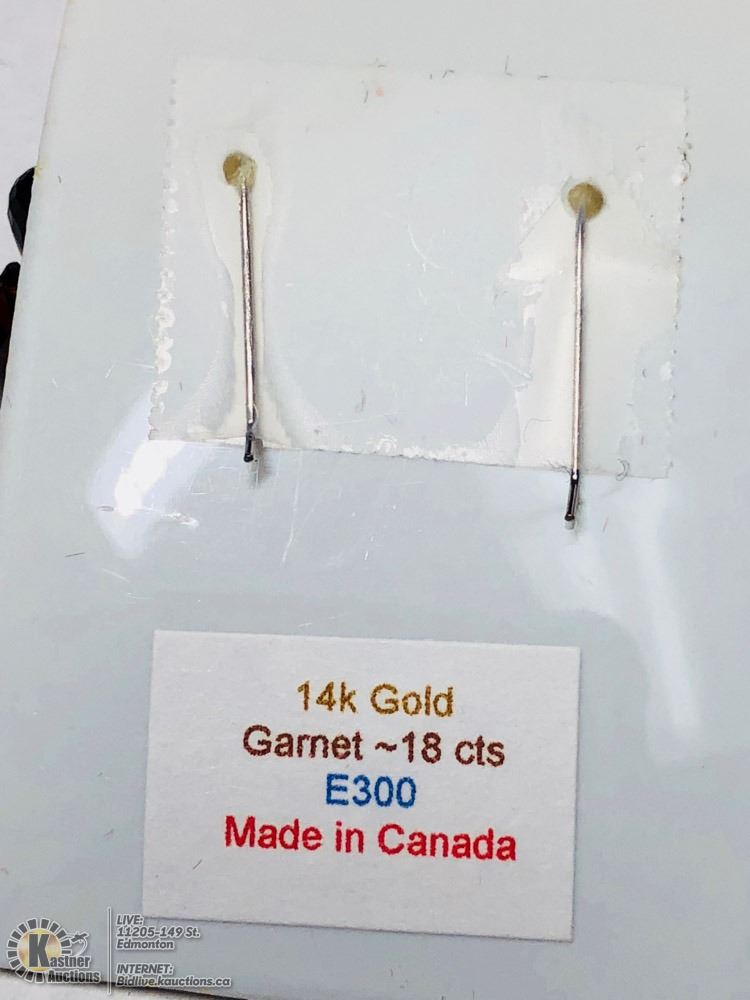 14k Gold
Garnet ~18 cts
E300
Made in Canada
Kastner
Auctions
LIVE:
11205-149 St.
Edmonton
INTERNET:
Bidlive.kauctions.ca